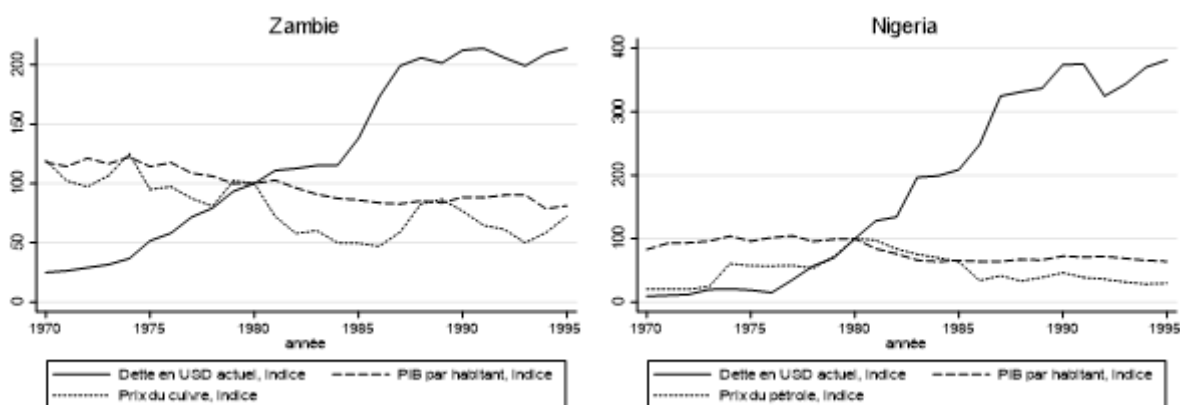 Zambie
200
150
100
50
0
1970 1975 1980 1985 1990 1995
année
Dette en USD actuel, Indice PIB par habitant, Indice
Prix du cuivre, Indice
Nigeria
400
300
200
100
0
1970 1975 1980 1985 1990 1995
année
Dette en USD actuel, Indice PIB par habitant, Indice
Prix du pétrole, Indice